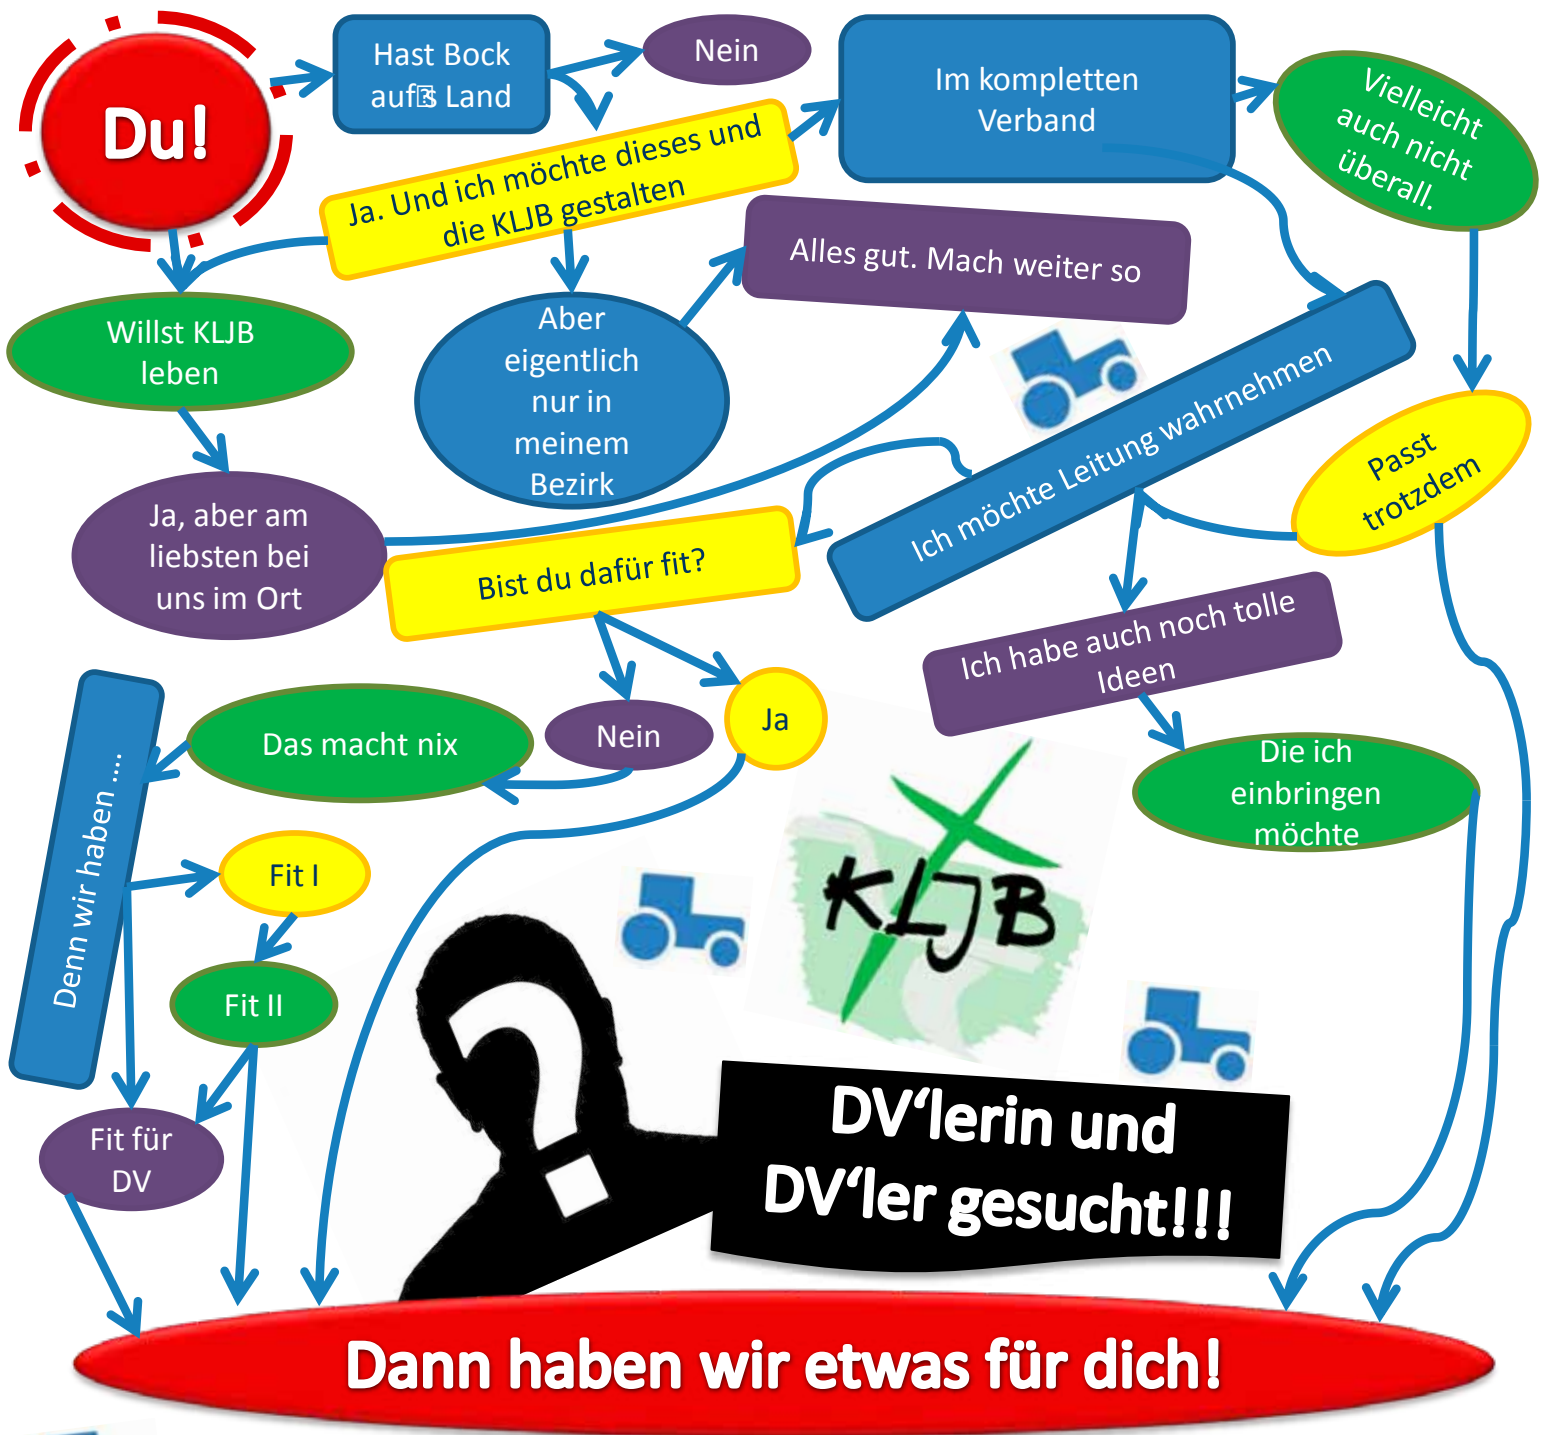 Du!
Hast Bock
auf's Land
Nein
Im kompletten
Verband
Vielleicht
auch nicht
überall.
Ja. Und ich möchte dieses und
die KLJB gestalten
Alles gut. Mach weiter so
Willst KLJB
leben
Aber
eigentlich
nur in
meinem
Bezirk
Ich möchte Leitung wahrnehmen
Passt
trotzdem
Ja, aber am
liebsten bei
uns im Ort
Bist du dafür fit?
Ich habe auch noch tolle
Ideen
Das macht nix
Nein
Ja
Die ich
einbringen
möchte
Denn wir haben ....
Fit I
KLJB
Fit II
Fit für
DV
DV‘lerin und
DV‘ler gesucht!!!
Dann haben wir etwas für dich!